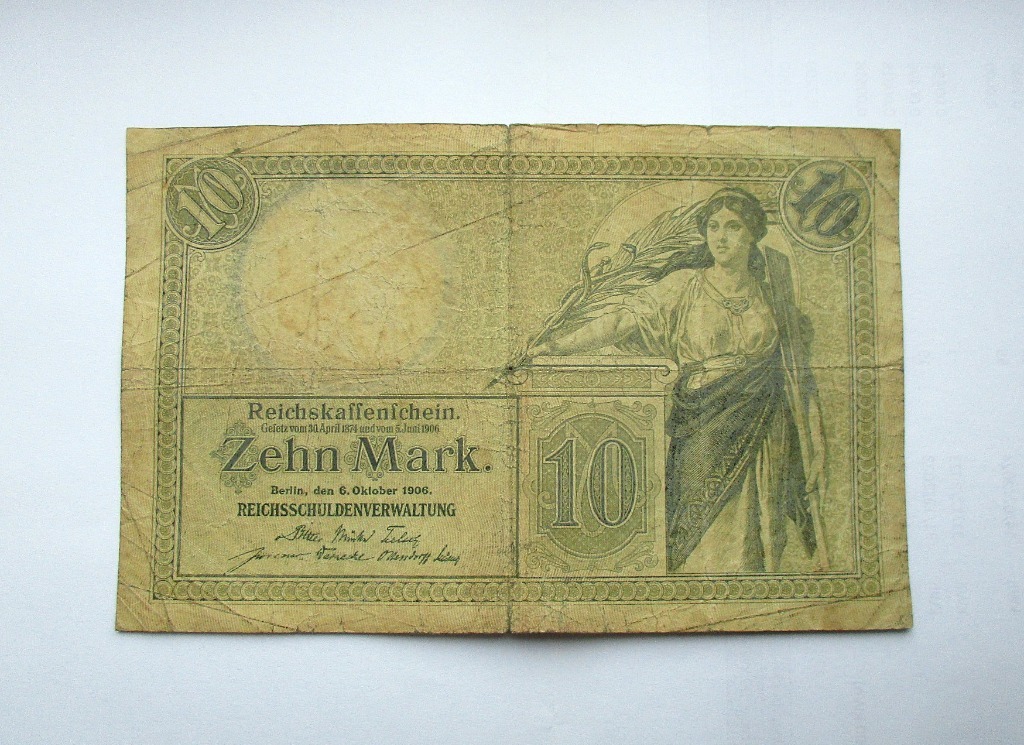 10
10
Reichskaſſenſchein.
Geſetz vom 30. April 1874 und vom 5. Juni 1906
Zehn Mark.
Berlin, den 6. Oktober 1906.
REICHSSCHULDENVERWALTUNG
10